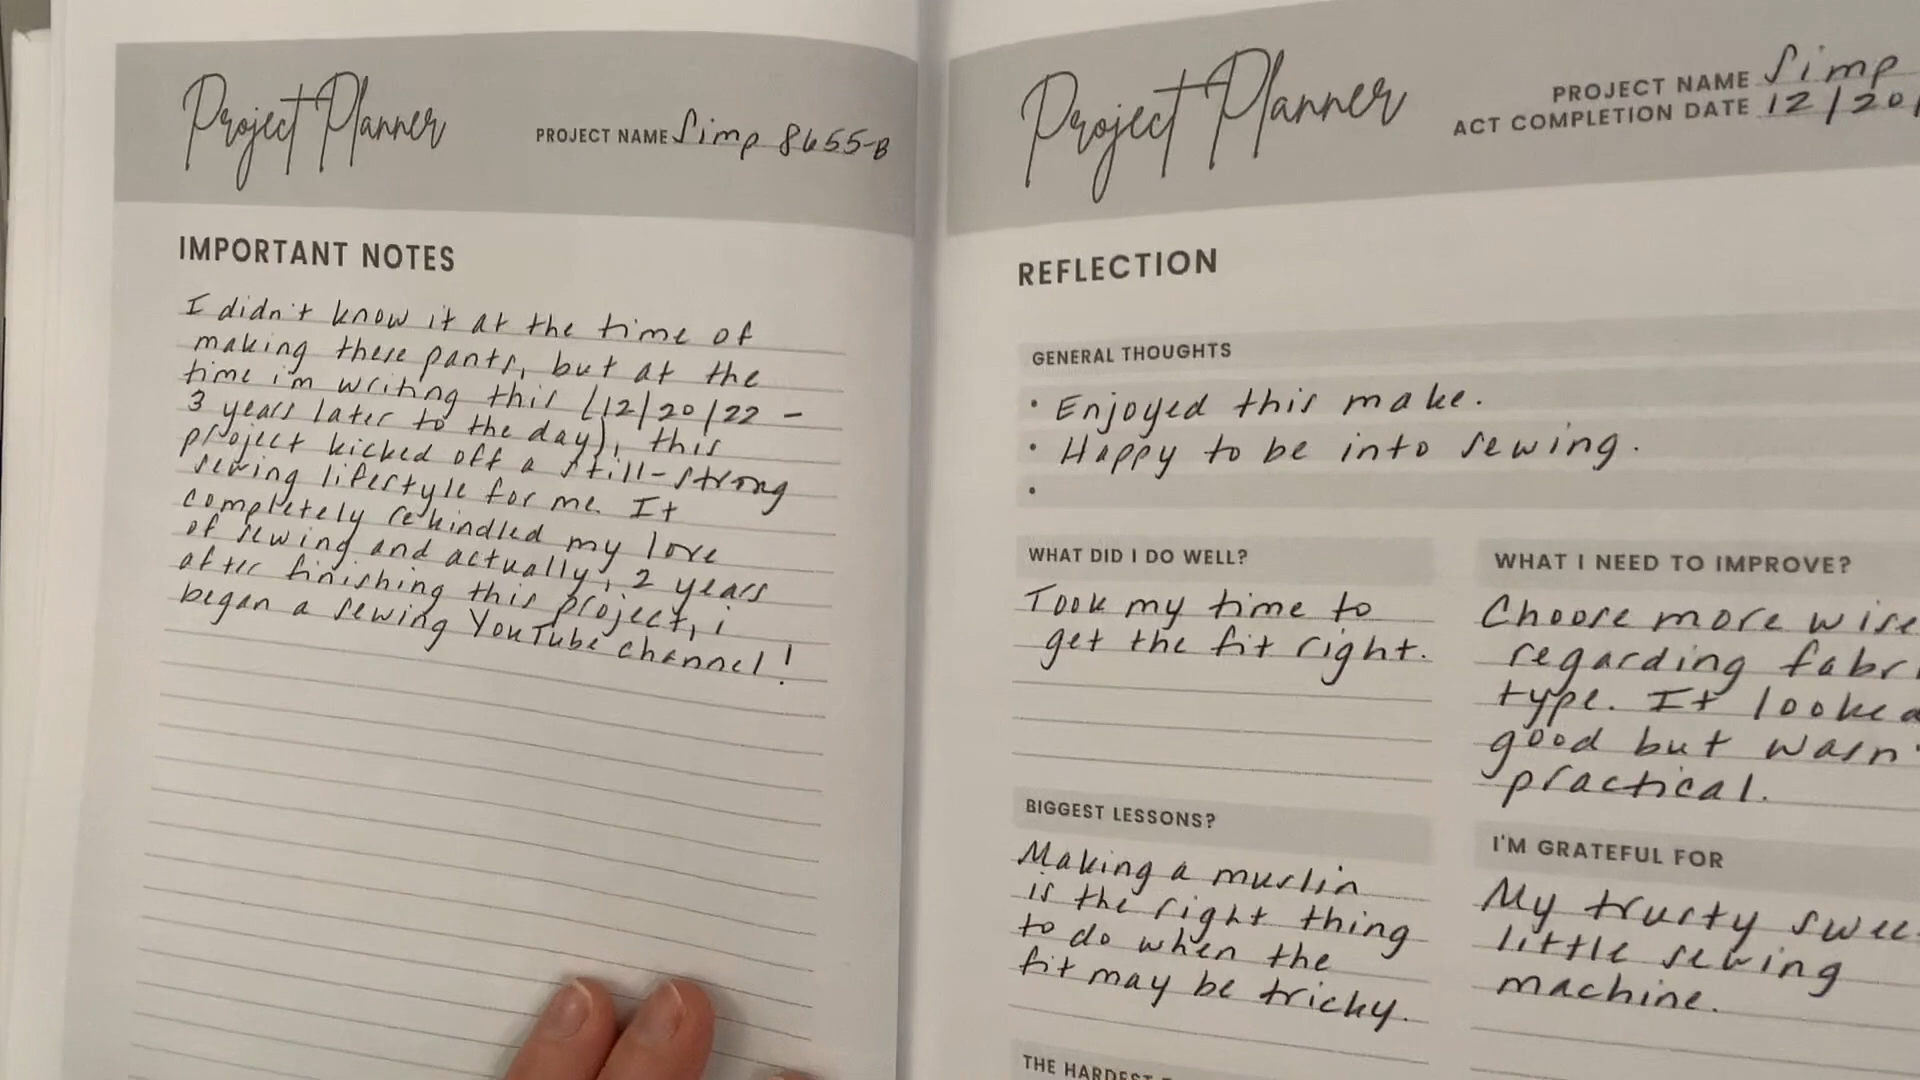 Project Planner
PROJECT NAME Simp 8655-B
IMPORTANT NOTES
I didn't know it at the time of
making these pants, but at the
time i'm writing this (12/20/22 -
3 years later to the day), this
project kicked off a still-strong
sewing lifestyle for me. It
completely rekindled my love
of sewing and actually, 2 years
after finishing this project, i
began a sewing YouTube channel!
Project Planner
PROJECT NAME Simp
ACT COMPLETION DATE 12/20/
REFLECTION
GENERAL THOUGHTS
• Enjoyed this make.
• Happy to be into sewing.
•
WHAT DID I DO WELL?
Took my time to
get the fit right.
WHAT I NEED TO IMPROVE?
Choose more wise
regarding fabri
type. It looked
good but wasn'
practical.
BIGGEST LESSONS?
Making a muslin
is the right thing
to do when the
fit may be tricky.
I'M GRATEFUL FOR
My trusty swee
little sewing
machine.
THE HARDEST